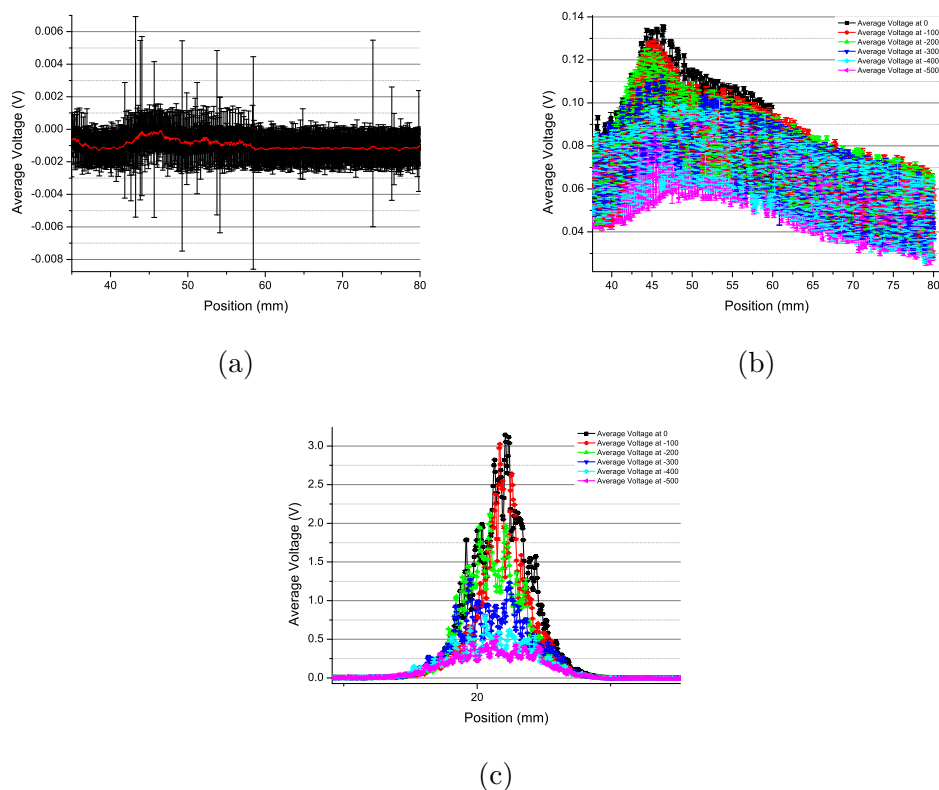 0.006
0.004
0.002
0.000
-0.002
-0.004
-0.006
-0.008
Average Voltage (V)
40 50 60 70 80
Position (mm)
(a)
0.14
0.12
0.10
0.08
0.06
0.04
Average Voltage (V)
Average Voltage at 0
Average Voltage at -100
Average Voltage at -200
Average Voltage at -300
Average Voltage at -400
Average Voltage at -500
40 45 50 55 60 65 70 75 80
Position (mm)
(b)
3.0
2.5
2.0
1.5
1.0
0.5
0.0
Average Voltage (V)
Average Voltage at 0
Average Voltage at -100
Average Voltage at -200
Average Voltage at -300
Average Voltage at -400
Average Voltage at -500
20
Position (mm)
(c)